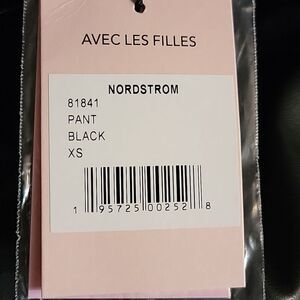 AVEC LES FILLES
NORDSTROM
81841
PANT
BLACK
XS
1 95725 00252 8